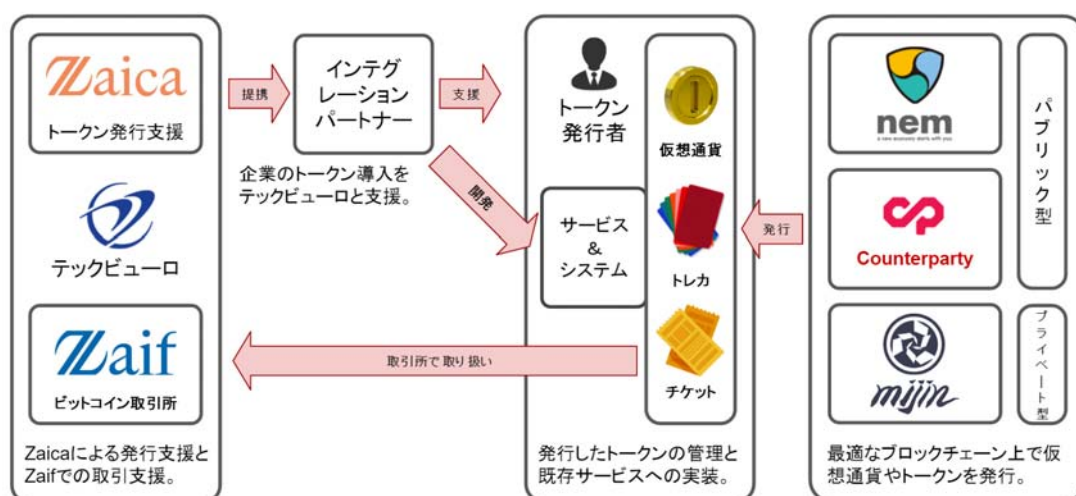 Zaica
トークン発行支援
テックビューロ
Zaif
ビットコイン取引所
Zaicaによる発行支援と
Zaifでの取引支援。
提携
インテグ
レーション
パートナー
企業のトークン導入を
テックビューロと支援。
支援
開発
取引所で取り扱い
トークン
発行者
サービス
&
システム
仮想通貨
トレカ
チケット
発行したトークンの管理と
既存サービスへの実装。
発行
nem
a new economy starts with you
Counterparty
mijin
パブリック型
プライベート型
最適なブロックチェーン上で仮
想通貨やトークンを発行。